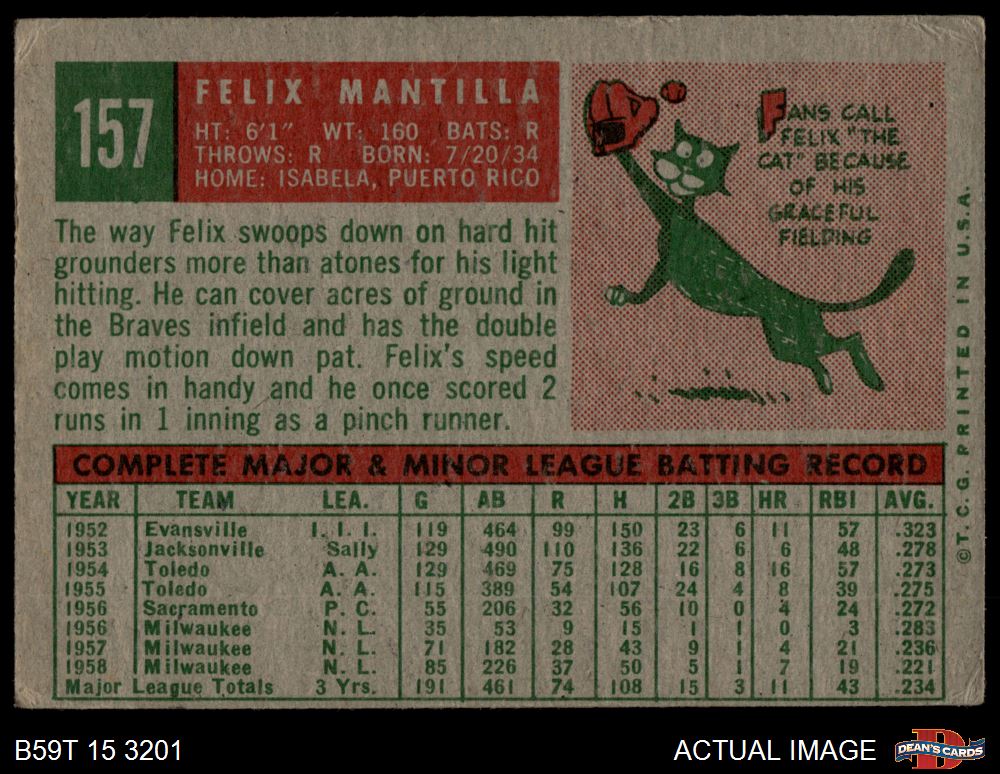 157
FELIX MANTILLA
HT: 6'1" WT: 160 BATS: R
THROWS: R BORN: 7/20/34
HOME: ISABELA, PUERTO RICO
FANS CALL
FELIX "THE
CAT" BECAUSE
OF HIS
GRACEFUL
FIELDING
The way Felix swoops down on hard hit
grounders more than atones for his light
hitting. He can cover acres of ground in
the Braves infield and has the double
play motion down pat. Felix's speed
comes in handy and he once scored 2
runs in 1 inning as a pinch runner.
COMPLETE MAJOR & MINOR LEAGUE BATTING RECORD
YEAR TEAM LEA. G AB R H 2B 3B HR RBI AVG.
1952 Evansville I. I. I. 119 464 99 150 23 6 11 57 .323
1953 Jacksonville Sally 129 490 110 136 22 6 6 48 .278
1954 Toledo A. A. 129 469 75 128 16 8 16 57 .273
1955 Toledo A. A. 115 389 54 107 24 4 8 39 .275
1956 Sacramento P. C. 55 206 32 56 10 0 4 24 .272
1956 Milwaukee N. L. 35 53 9 15 1 1 0 3 .283
1957 Milwaukee N. L. 71 182 28 43 9 1 4 21 .236
1958 Milwaukee N. L. 85 226 37 50 5 1 7 19 .221
Major League Totals 3 Yrs. 191 461 74 108 15 3 11 43 .234
© T. C. G. PRINTED IN U.S.A.
B59T 15 3201
ACTUAL IMAGE
DEAN'S CARDS